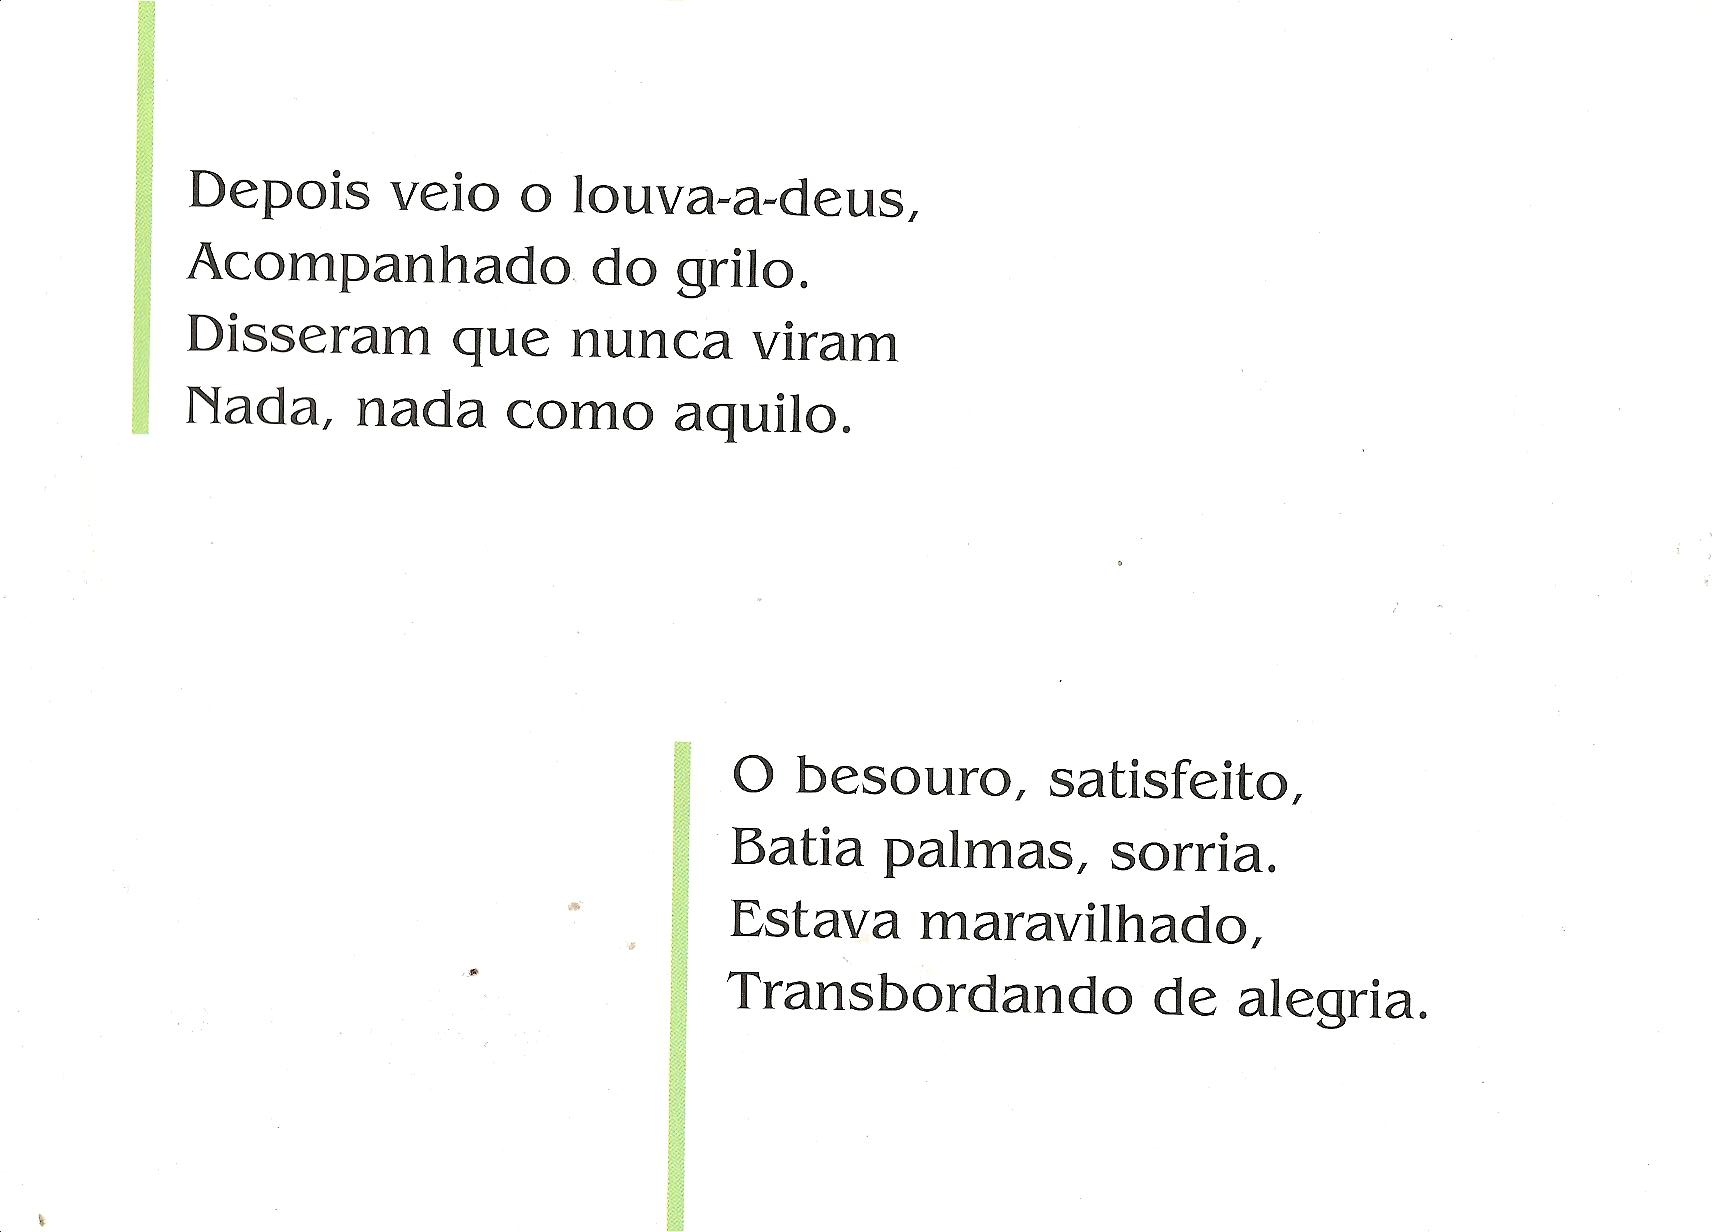 Depois veio o louva-a-deus,
Acompanhado do grilo.
Disseram que nunca viram
Nada, nada como aquilo.
O besouro, satisfeito,
Batia palmas, sorria.
Estava maravilhado,
Transbordando de alegria.